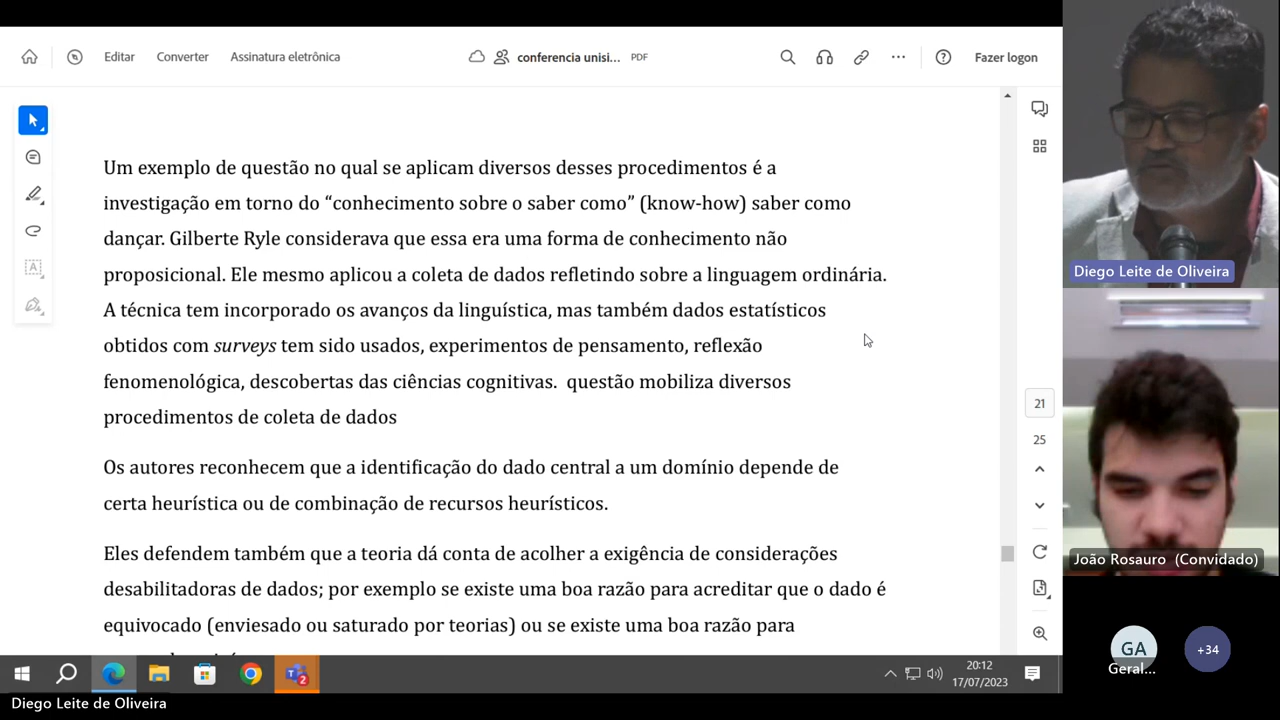 Editar Converter Assinatura eletrônica conferencia unisi... PDF Fazer logon
Um exemplo de questão no qual se aplicam diversos desses procedimentos é a
investigação em torno do “conhecimento sobre o saber como” (know-how) saber como
dançar. Gilberte Ryle considerava que essa era uma forma de conhecimento não
proposicional. Ele mesmo aplicou a coleta de dados refletindo sobre a linguagem ordinária.
A técnica tem incorporado os avanços da linguística, mas também dados estatísticos
obtidos com surveys tem sido usados, experimentos de pensamento, reflexão
fenomenológica, descobertas das ciências cognitivas. questão mobiliza diversos
procedimentos de coleta de dados
Os autores reconhecem que a identificação do dado central a um domínio depende de
certa heurística ou de combinação de recursos heurísticos.
Eles defendem também que a teoria dá conta de acolher a exigência de considerações
desabilitadoras de dados; por exemplo se existe uma boa razão para acreditar que o dado é
equivocado (enviesado ou saturado por teorias) ou se existe uma boa razão para
21
25
Diego Leite de Oliveira
João Rosauro (Convidado)
GA
Geral...
+34
2
20:12
17/07/2023
Diego Leite de Oliveira